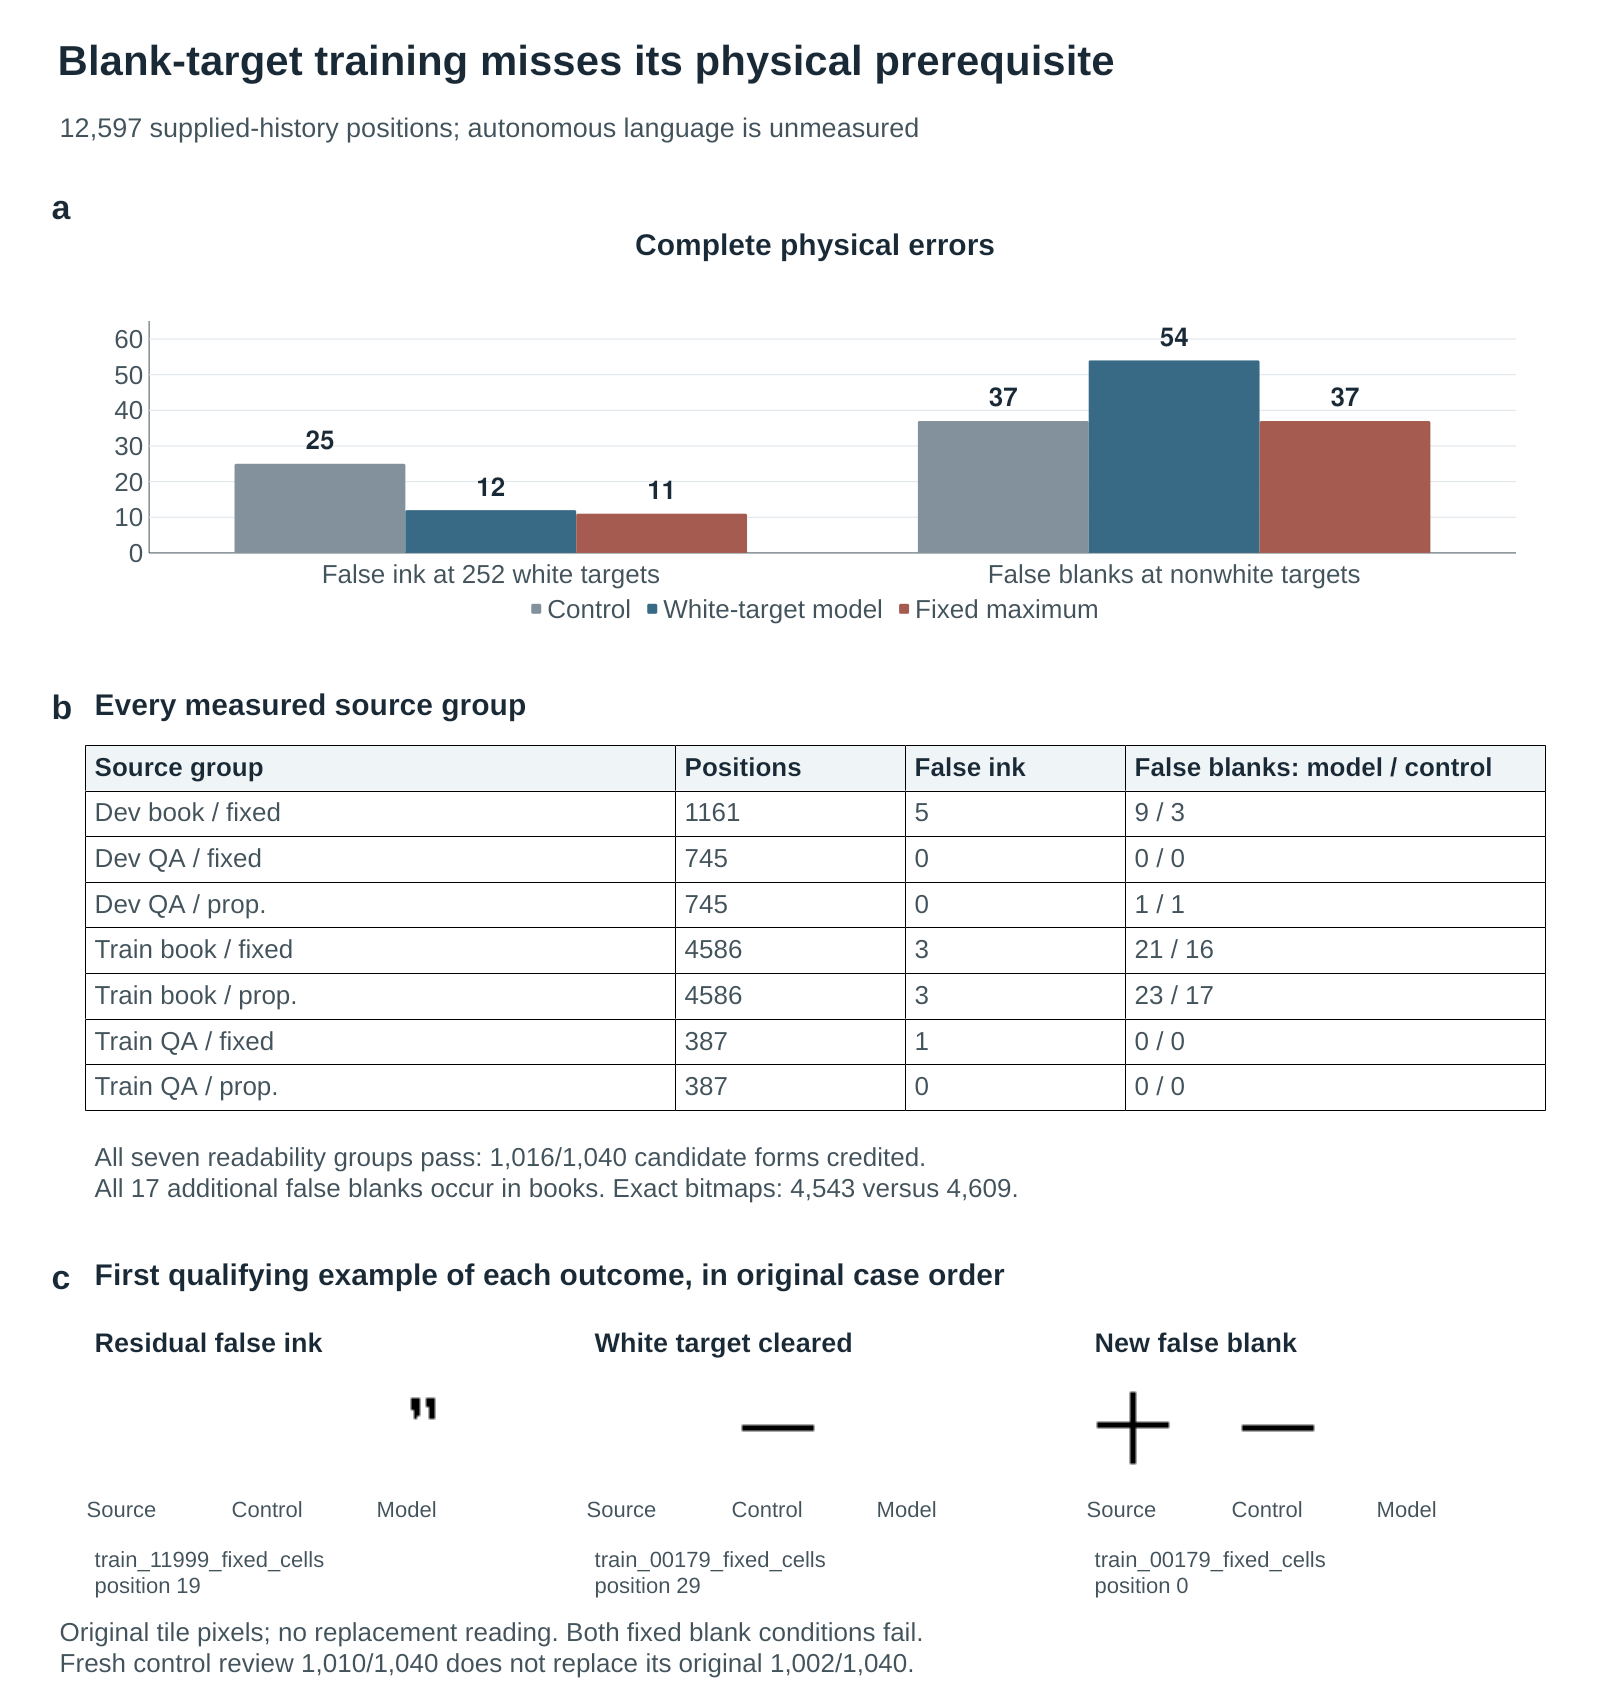 Blank-target training misses its physical prerequisite
12,597 supplied-history positions; autonomous language is unmeasured
a
Complete physical errors
60
50
40
30
20
10
0
25
12
11
37
54
37
False ink at 252 white targets
False blanks at nonwhite targets
Control White-target model Fixed maximum
b Every measured source group
Source group Positions False ink False blanks: model / control
Dev book / fixed 1161 5 9 / 3
Dev QA / fixed 745 0 0 / 0
Dev QA / prop. 745 0 1 / 1
Train book / fixed 4586 3 21 / 16
Train book / prop. 4586 3 23 / 17
Train QA / fixed 387 1 0 / 0
Train QA / prop. 387 0 0 / 0
All seven readability groups pass: 1,016/1,040 candidate forms credited.
All 17 additional false blanks occur in books. Exact bitmaps: 4,543 versus 4,609.
c First qualifying example of each outcome, in original case order
Residual false ink White target cleared New false blank
" — + —
Source Control Model Source Control Model Source Control Model
train_11999_fixed_cells train_00179_fixed_cells train_00179_fixed_cells
position 19 position 29 position 0
Original tile pixels; no replacement reading. Both fixed blank conditions fail.
Fresh control review 1,010/1,040 does not replace its original 1,002/1,040.